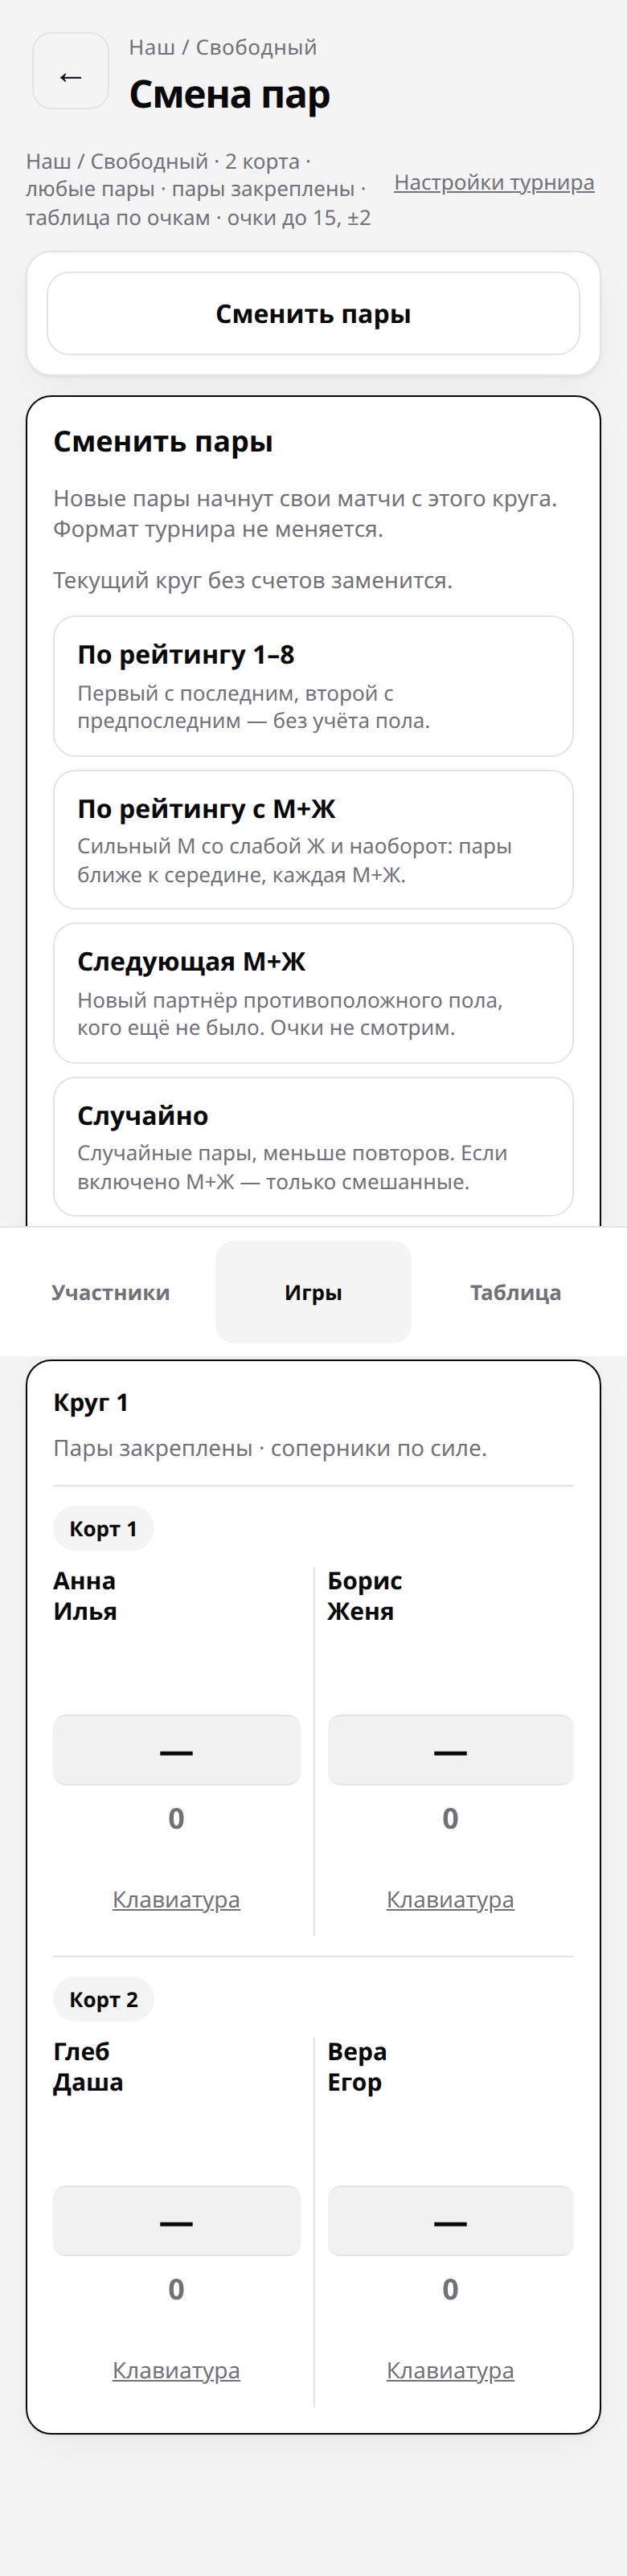 ←
Наш / Свободный
Смена пар
Наш / Свободный · 2 корта ·
любые пары · пары закреплены ·
таблица по очкам · очки до 15, ±2
Настройки турнира
Сменить пары
Сменить пары
Новые пары начнут свои матчи с этого круга.
Формат турнира не меняется.
Текущий круг без счетов заменится.
По рейтингу 1–8
Первый с последним, второй с
предпоследним — без учёта пола.
По рейтингу с М+Ж
Сильный М со слабой Ж и наоборот: пары
ближе к середине, каждая М+Ж.
Следующая М+Ж
Новый партнёр противоположного пола,
кого ещё не было. Очки не смотрим.
Случайно
Случайные пары, меньше повторов. Если
включено М+Ж — только смешанные.
Участники
Игры
Таблица
Круг 1
Пары закреплены · соперники по силе.
Корт 1
Анна
Илья
Борис
Женя
—
—
0
0
Клавиатура
Клавиатура
Корт 2
Глеб
Даша
Вера
Егор
—
—
0
0
Клавиатура
Клавиатура